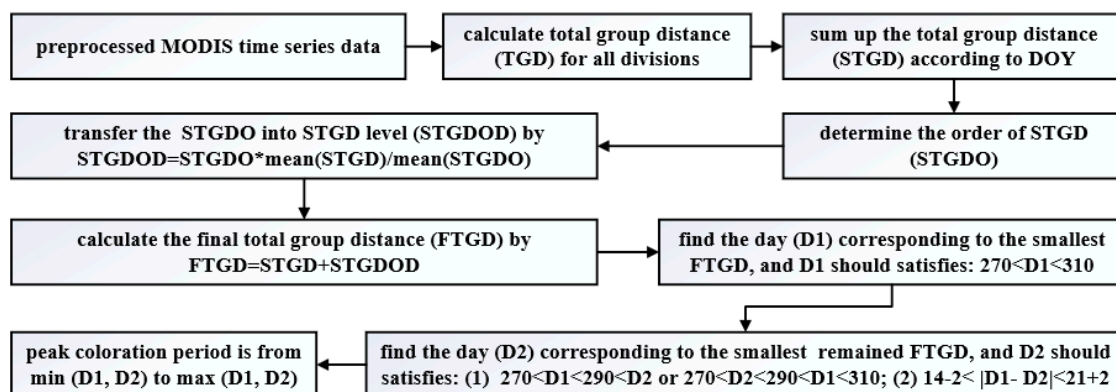 preprocessed MODIS time series data
calculate total group distance
(TGD) for all divisions
sum up the total group distance
(STGD) according to DOY
determine the order of STGD
(STGDO)
transfer the STGDO into STGD level (STGDOD) by
STGDOD=STGDO*mean(STGD)/mean(STGDO)
calculate the final total group distance (FTGD) by
FTGD=STGD+STGDOD
find the day (D1) corresponding to the smallest
FTGD, and D1 should satisfies: 270<D1<310
find the day (D2) corresponding to the smallest remained FTGD, and D2 should
satisfies: (1) 270<D1<290<D2 or 270<D2<290<D1<310; (2) 14-2< |D1- D2|<21+2
peak coloration period is from
min (D1, D2) to max (D1, D2)